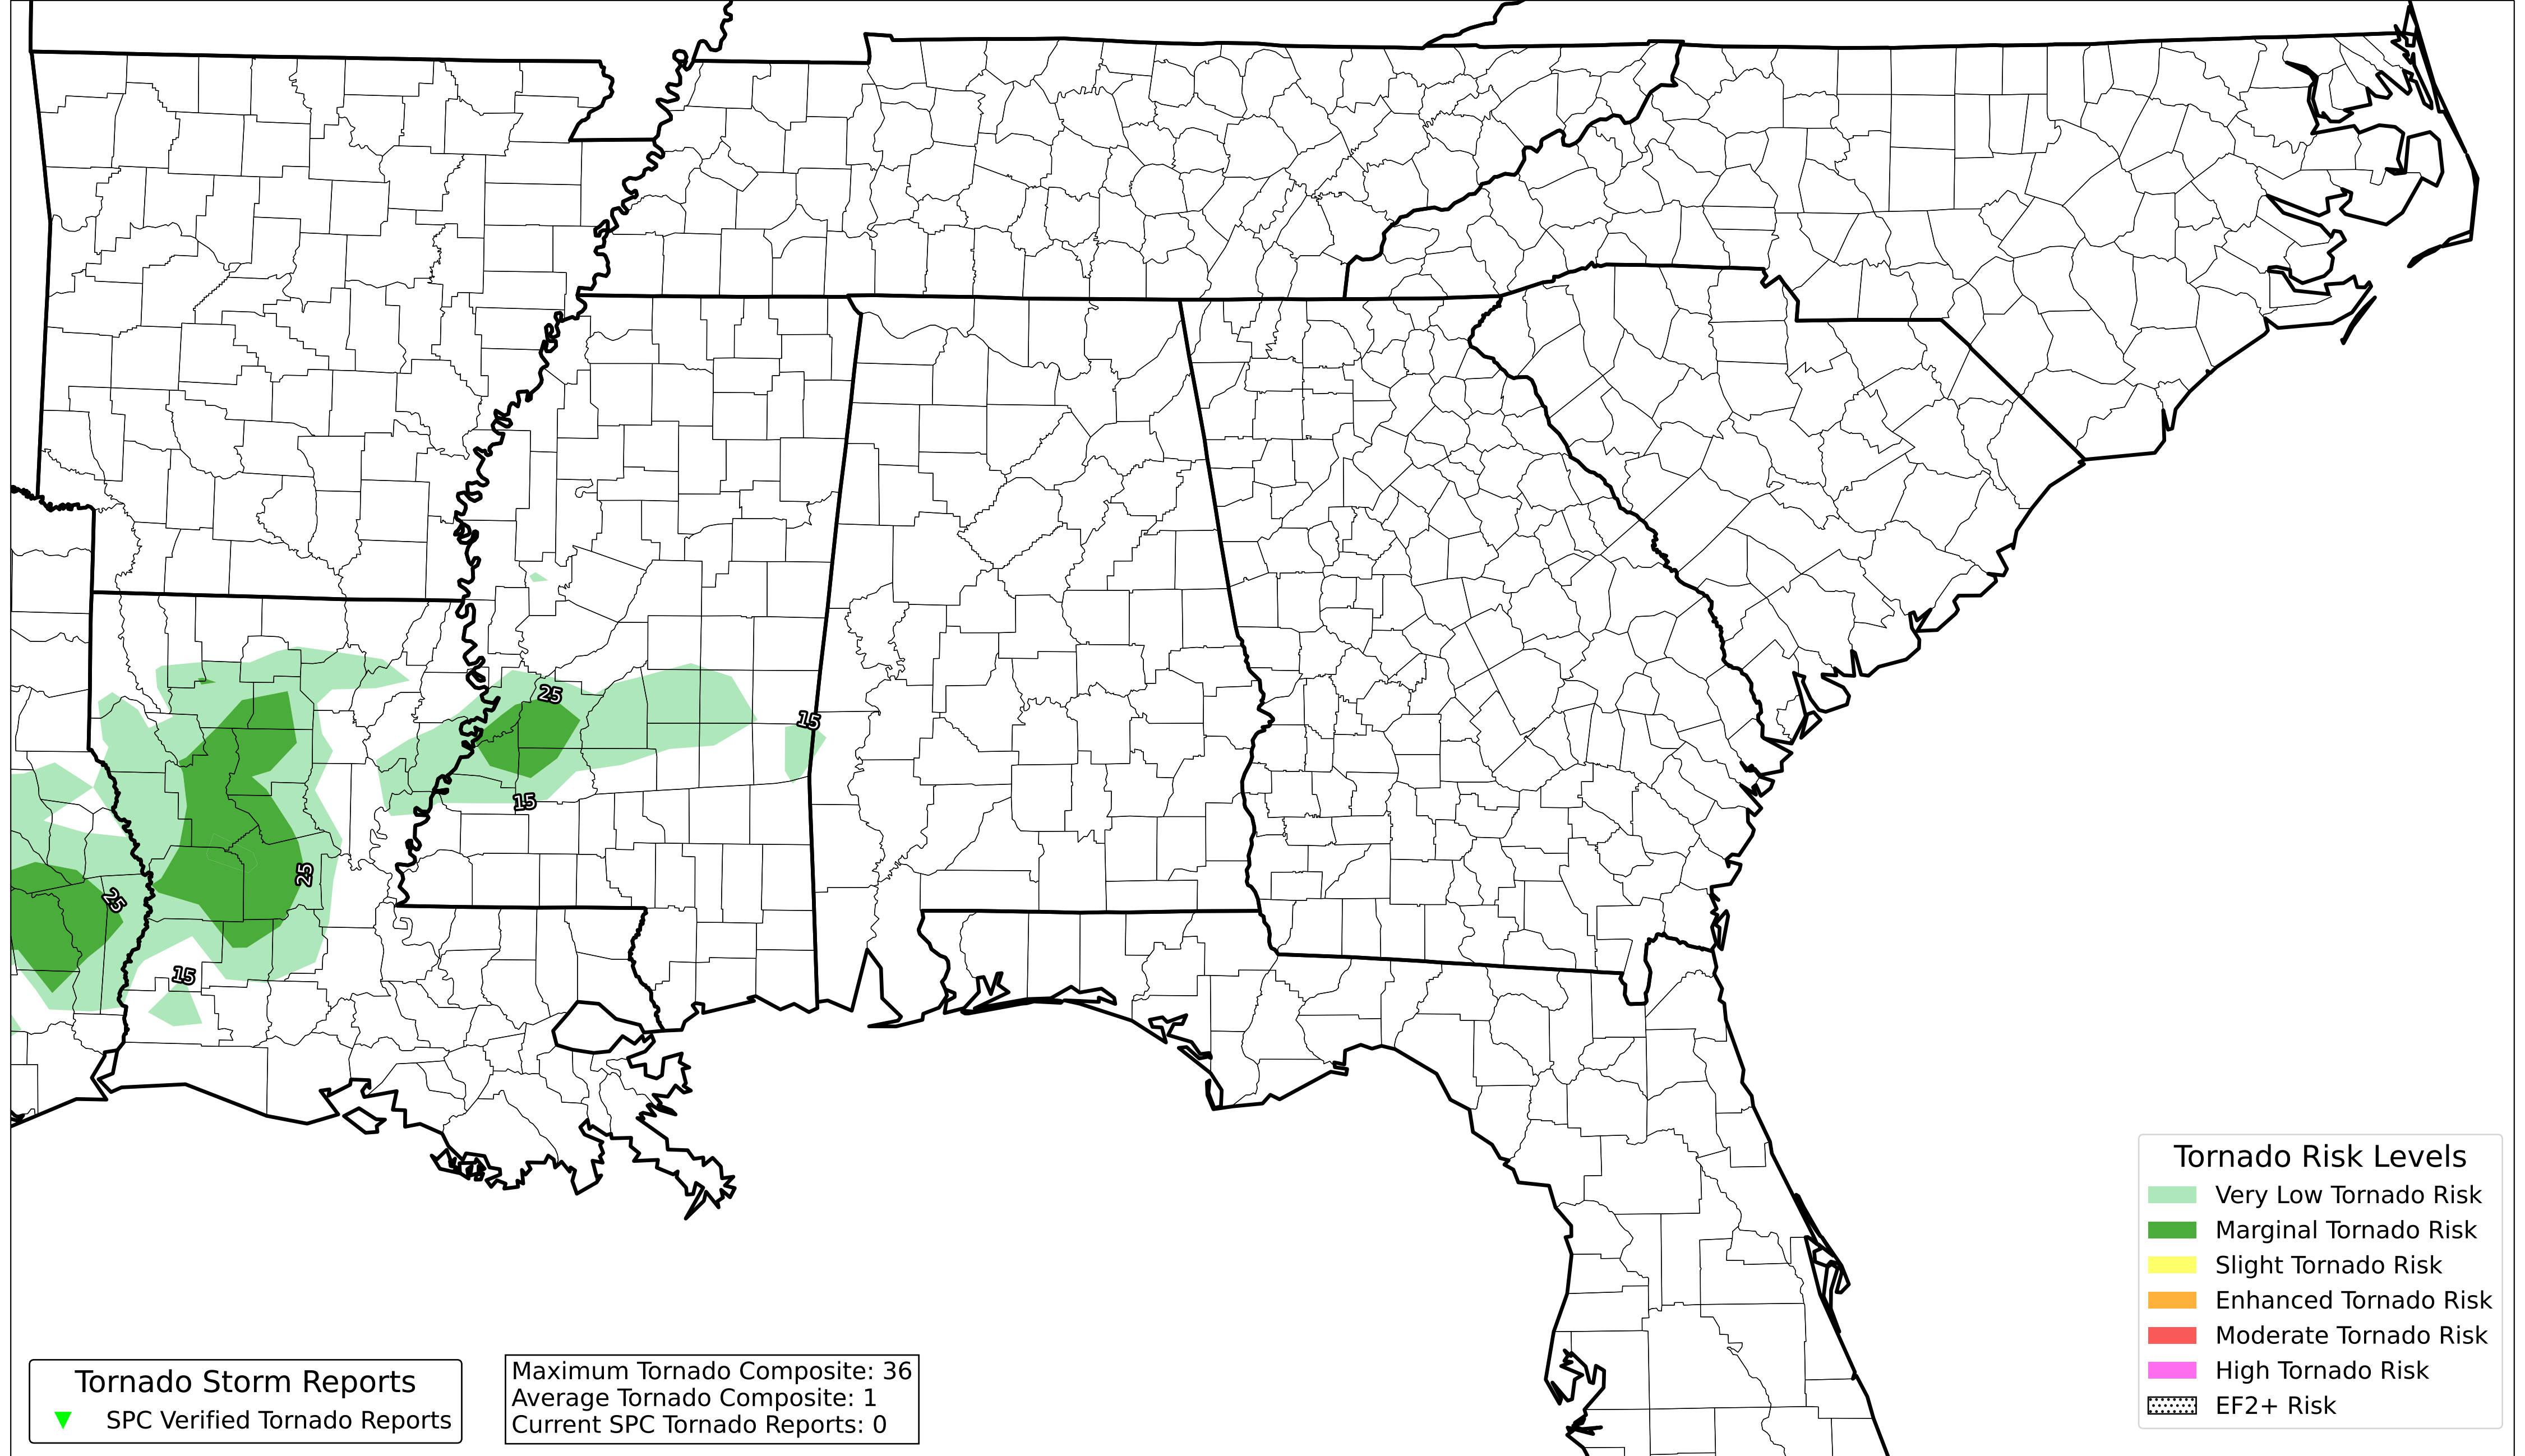 25
15
15
25
25
15
Tornado Risk Levels
Very Low Tornado Risk
Marginal Tornado Risk
Slight Tornado Risk
Enhanced Tornado Risk
Moderate Tornado Risk
High Tornado Risk
EF2+ Risk
Tornado Storm Reports
SPC Verified Tornado Reports
Maximum Tornado Composite: 36
Average Tornado Composite: 1
Current SPC Tornado Reports: 0